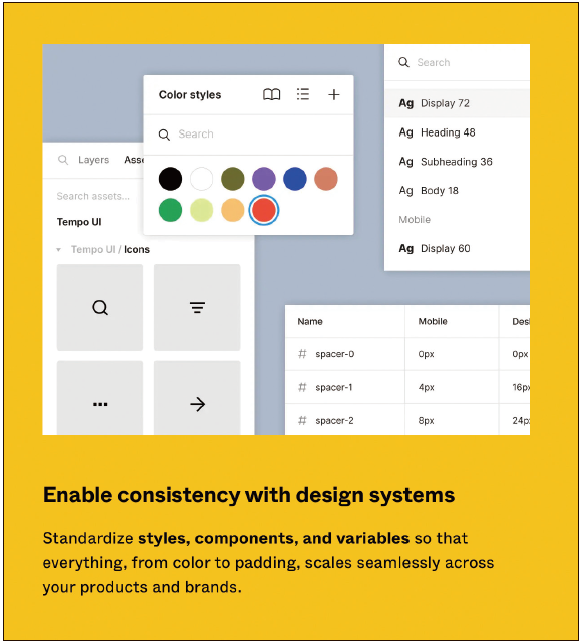 Color styles
Search
Layers Asse
Search assets...
Tempo UI
Tempo UI / Icons
Search
Ag Display 72
Ag Heading 48
Ag Subheading 36
Ag Body 18
Mobile
Ag Display 60
Name Mobile Des
# spacer-0 0px 0px
# spacer-1 4px 16px
# spacer-2 8px 24px
Enable consistency with design systems
Standardize styles, components, and variables so that
everything, from color to padding, scales seamlessly across
your products and brands.